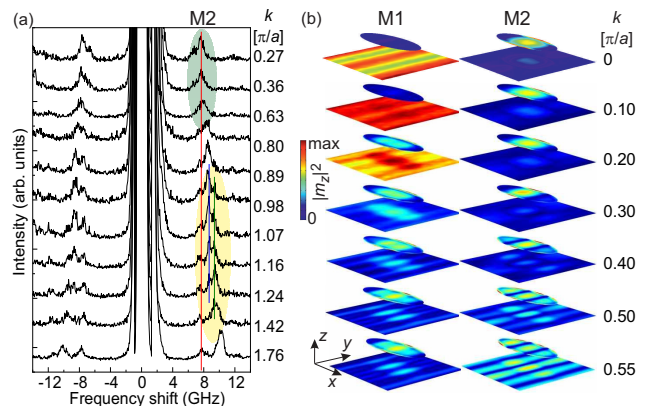 (a)
M2
k
[π/a]
0.27
0.36
0.63
0.80
0.89
0.98
1.07
1.16
1.24
1.42
1.76
Intensity (arb. units)
-12 -8 -4 0 4 8 12
Frequency shift (GHz)
(b)
M1
M2
k
[π/a]
0
0.10
0.20
0.30
0.40
0.50
0.55
max
|m_z|²
0
z
y
x